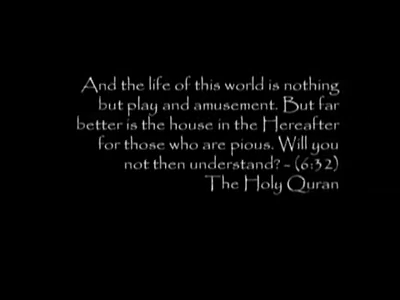 And the life of this world is nothing
but play and amusement. But far
better is the house in the Hereafter
for those who are pious. Will you
not then understand? - (6:32)
The Holy Quran